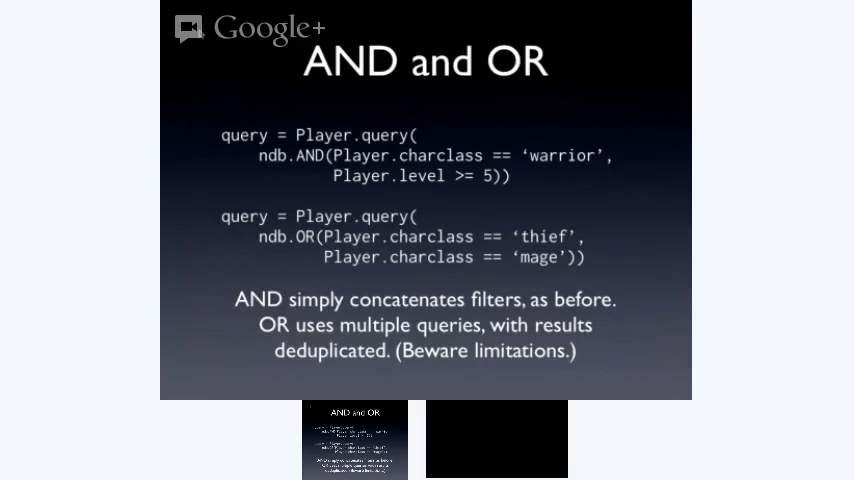 Google+
AND and OR
query = Player.query(
ndb.AND(Player.charclass == ‘warrior’,
Player.level >= 5))
query = Player.query(
ndb.OR(Player.charclass == ‘thief’,
Player.charclass == ‘mage’))
AND simply concatenates filters, as before.
OR uses multiple queries, with results
deduplicated. (Beware limitations.)
AND and OR